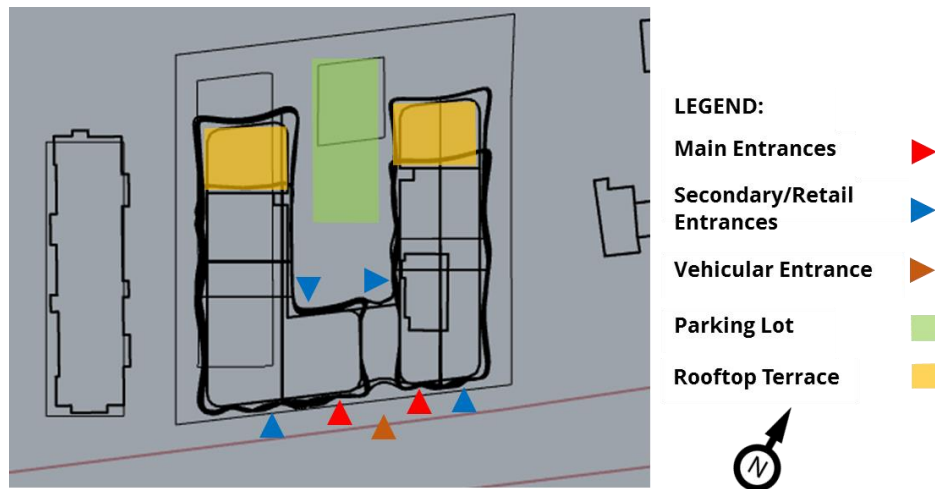 LEGEND:
Main Entrances
Secondary/Retail
Entrances
Vehicular Entrance
Parking Lot
Rooftop Terrace
N